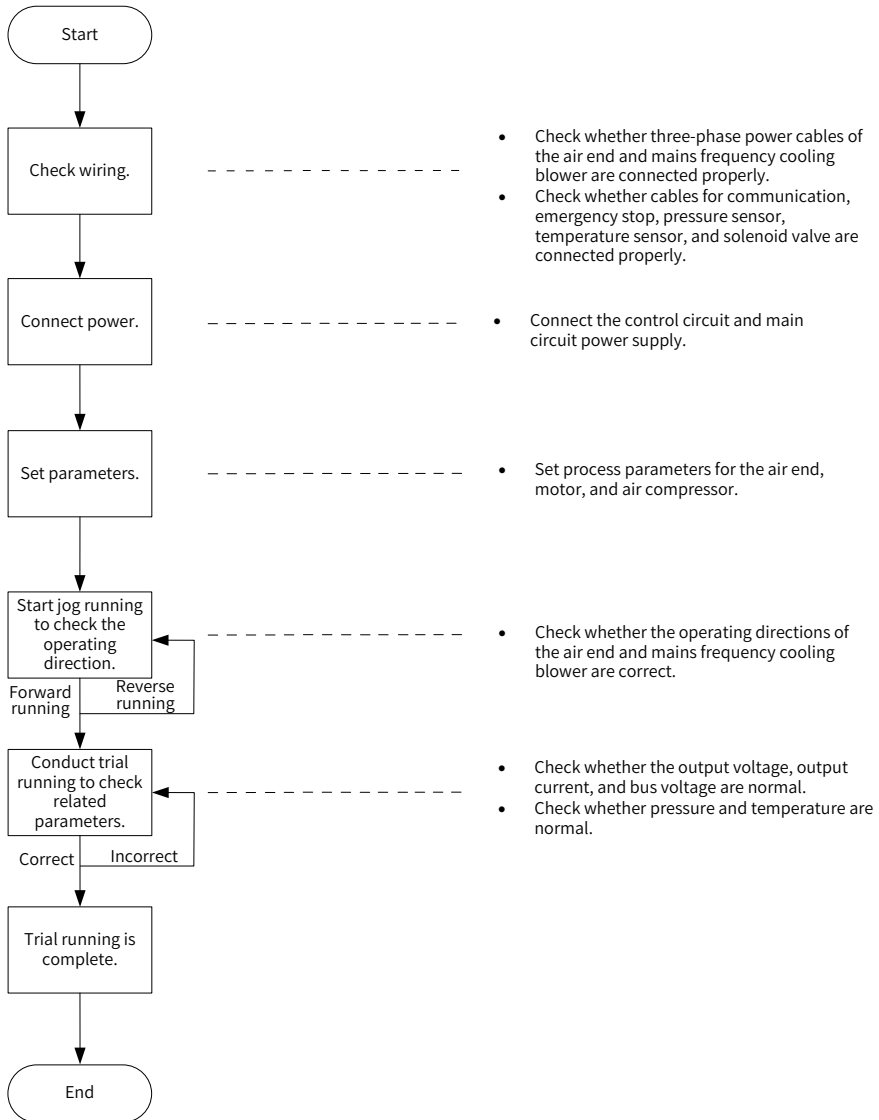 Start
Check wiring.
• Check whether three-phase power cables of
the air end and mains frequency cooling
blower are connected properly.
• Check whether cables for communication,
emergency stop, pressure sensor,
temperature sensor, and solenoid valve are
connected properly.
Connect power.
• Connect the control circuit and main
circuit power supply.
Set parameters.
• Set process parameters for the air end,
motor, and air compressor.
Start jog running
to check the
operating
direction.
• Check whether the operating directions of
the air end and mains frequency cooling
blower are correct.
Forward
running
Reverse
running
Conduct trial
running to check
related
parameters.
• Check whether the output voltage, output
current, and bus voltage are normal.
• Check whether pressure and temperature are
normal.
Correct
Incorrect
Trial running is
complete.
End